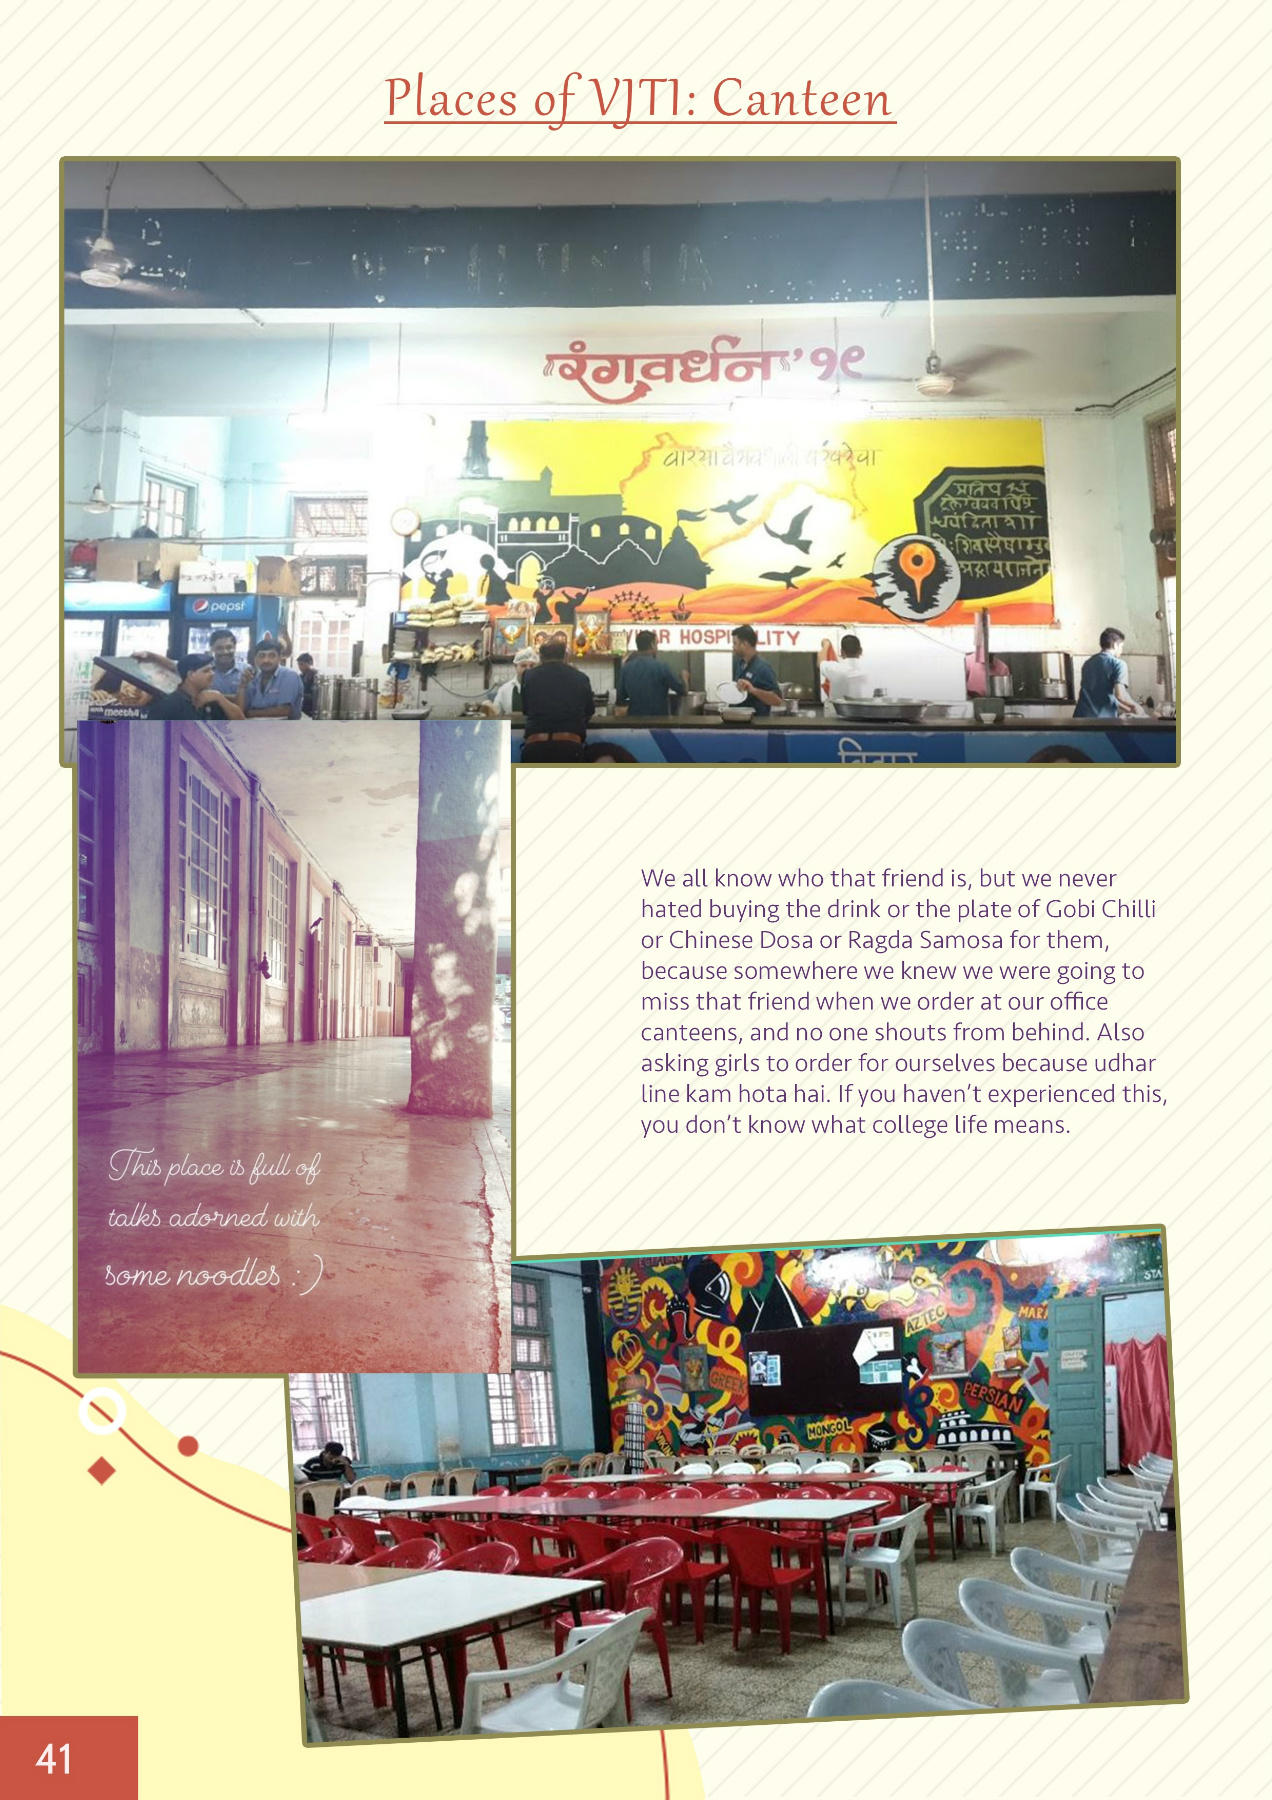 Places of VJTI: Canteen
रंगवर्धन’१९
pepsi
HOSPITALITY
meetha
विहार
We all know who that friend is, but we never
hated buying the drink or the plate of Gobi Chilli
or Chinese Dosa or Ragda Samosa for them,
because somewhere we knew we were going to
miss that friend when we order at our office
canteens, and no one shouts from behind. Also
asking girls to order for ourselves because udhar
line kam hota hai. If you haven’t experienced this,
you don’t know what college life means.
This place is full of
talks adorned with
some noodles :)
AZTEC
GREEK
PERSIAN
MONGOL
41